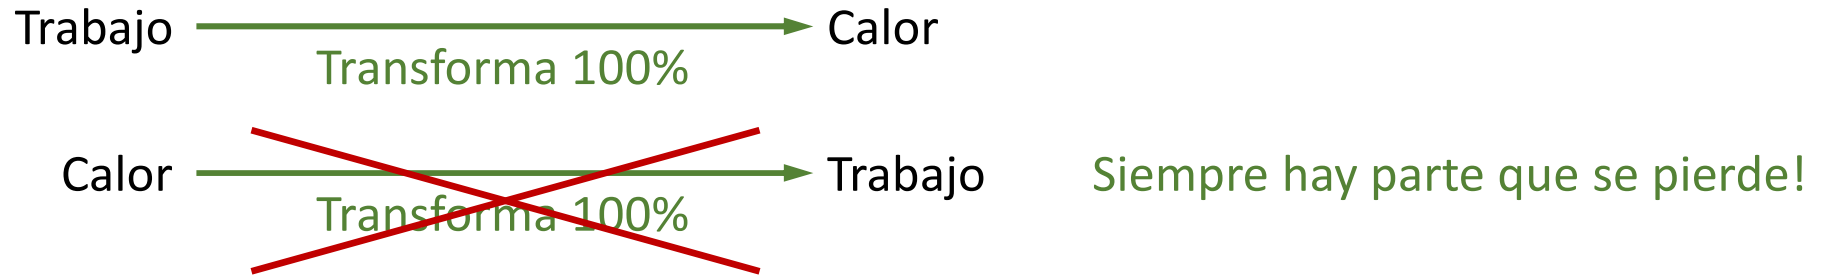 Trabajo Calor
Transforma 100%
Calor Trabajo Siempre hay parte que se pierde!
Transforma 100%